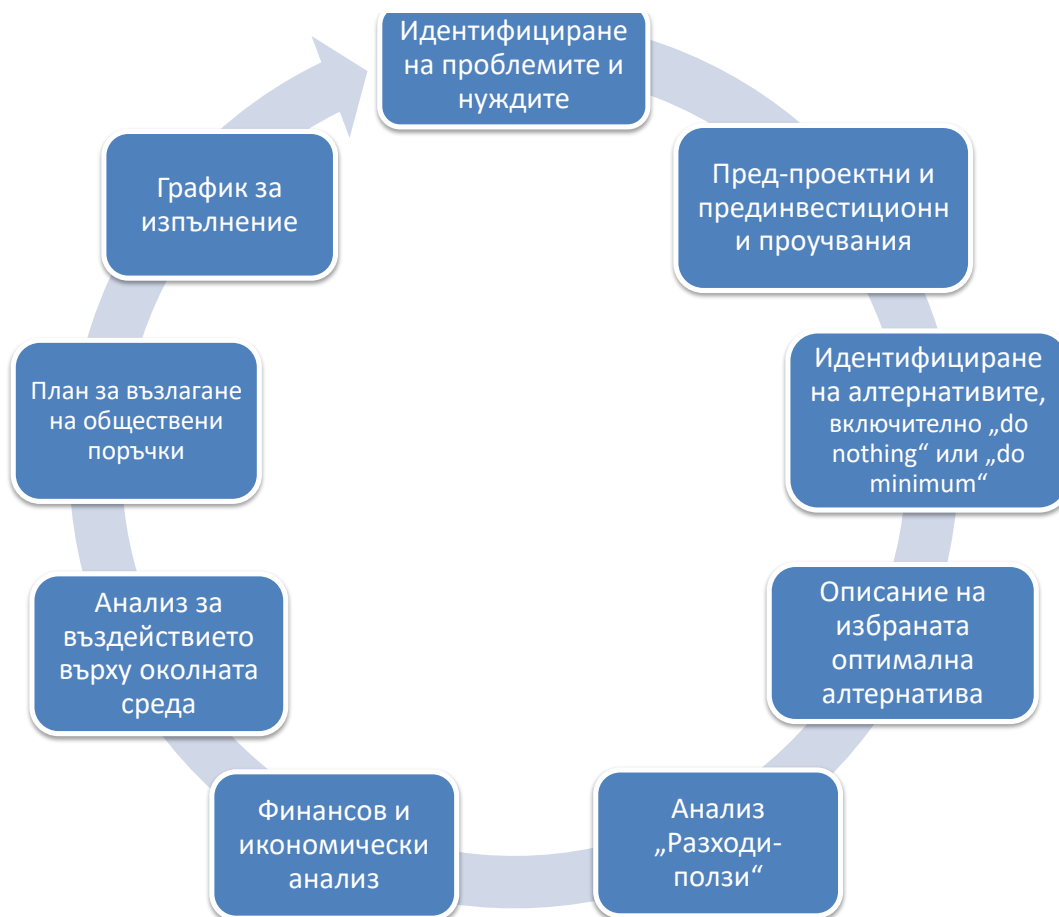 Идентифициране
на проблемите и
нуждите
Пред-проектни и
прединвестиционн
и проучвания
Идентифициране
на алтернативите,
включително „do
nothing“ или „do
minimum“
Описание на
избраната
оптимална
алтернатива
Анализ
„Разходи-
ползи“
Финансов и
икономически
анализ
Анализ за
въздействието
върху околната
среда
План за възлагане
на обществени
поръчки
График за
изпълнение